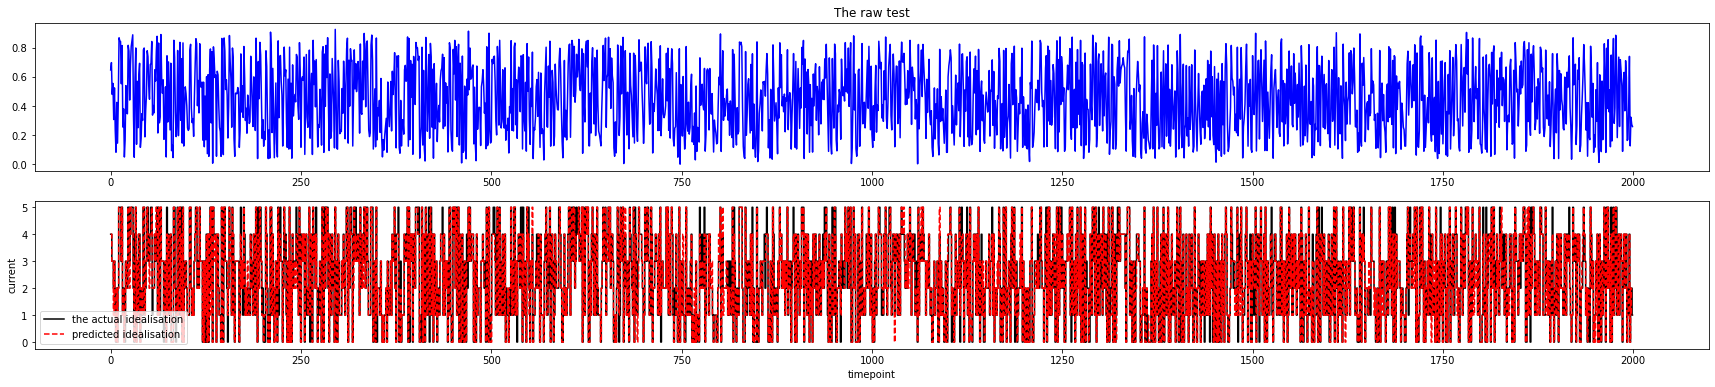 The raw test
0.8
0.6
0.4
0.2
0.0
0 250 500 750 1000 1250 1500 1750 2000
5
4
3
2
1
0
current
the actual idealisation
predicted idealisation
0 250 500 750 1000 1250 1500 1750 2000
timepoint